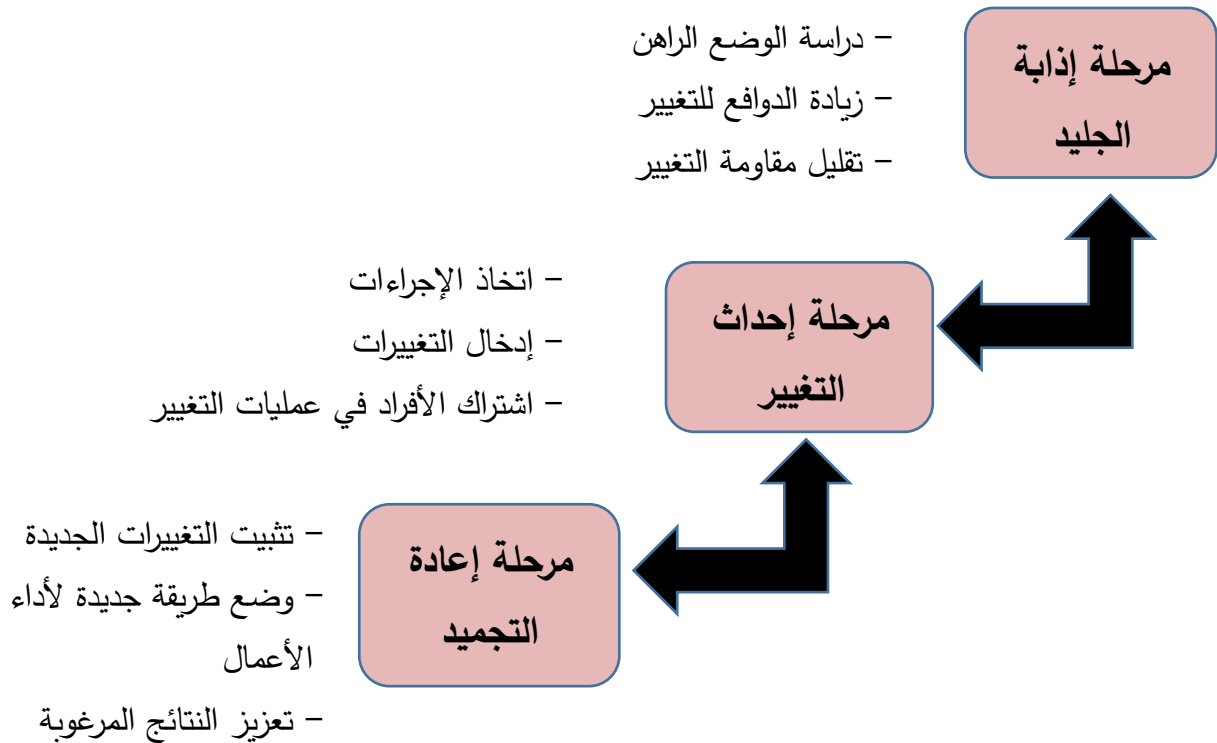 مرحلة إذابة
الجليد
– دراسة الوضع الراهن
– زيادة الدوافع للتغيير
– تقليل مقاومة التغيير
مرحلة إحداث
التغيير
– اتخاذ الإجراءات
– إدخال التغييرات
– اشتراك الأفراد في عمليات التغيير
مرحلة إعادة
التجميد
– تثبيت التغييرات الجديدة
– وضع طريقة جديدة لأداء
الأعمال
– تعزيز النتائج المرغوبة